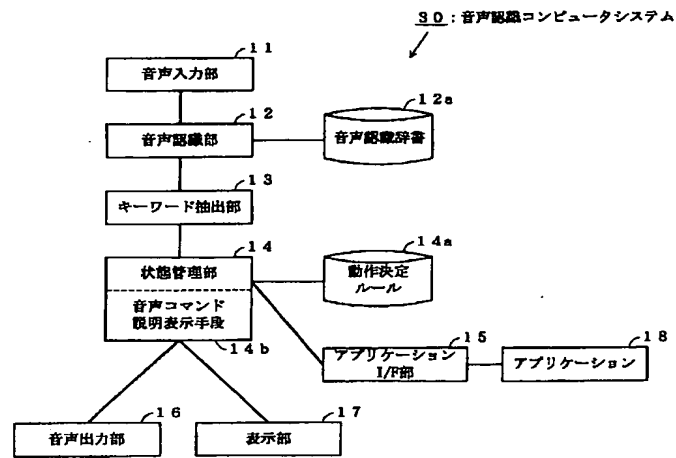 ３０：音声認識コンピュータシステム
１１
音声入力部
１２
音声認識部
１２ａ
音声認識辞書
１３
キーワード抽出部
１４
状態管理部
１４ａ
動作決定
ルール
音声コマンド
説明表示手段
１４ｂ
１５
アプリケーション
I/F部
１８
アプリケーション
１６
音声出力部
１７
表示部